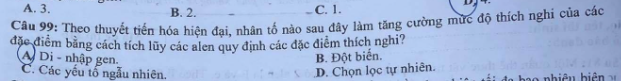 A. 3. B. 2. C. 1.
Câu 99: Theo thuyết tiến hóa hiện đại, nhân tố nào sau đây làm tăng cường mức độ thích nghi của các
đặc điểm bằng cách tích lũy các alen quy định các đặc điểm thích nghi?
A. Di - nhập gen. B. Đột biến.
C. Các yếu tố ngẫu nhiên. D. Chọn lọc tự nhiên.